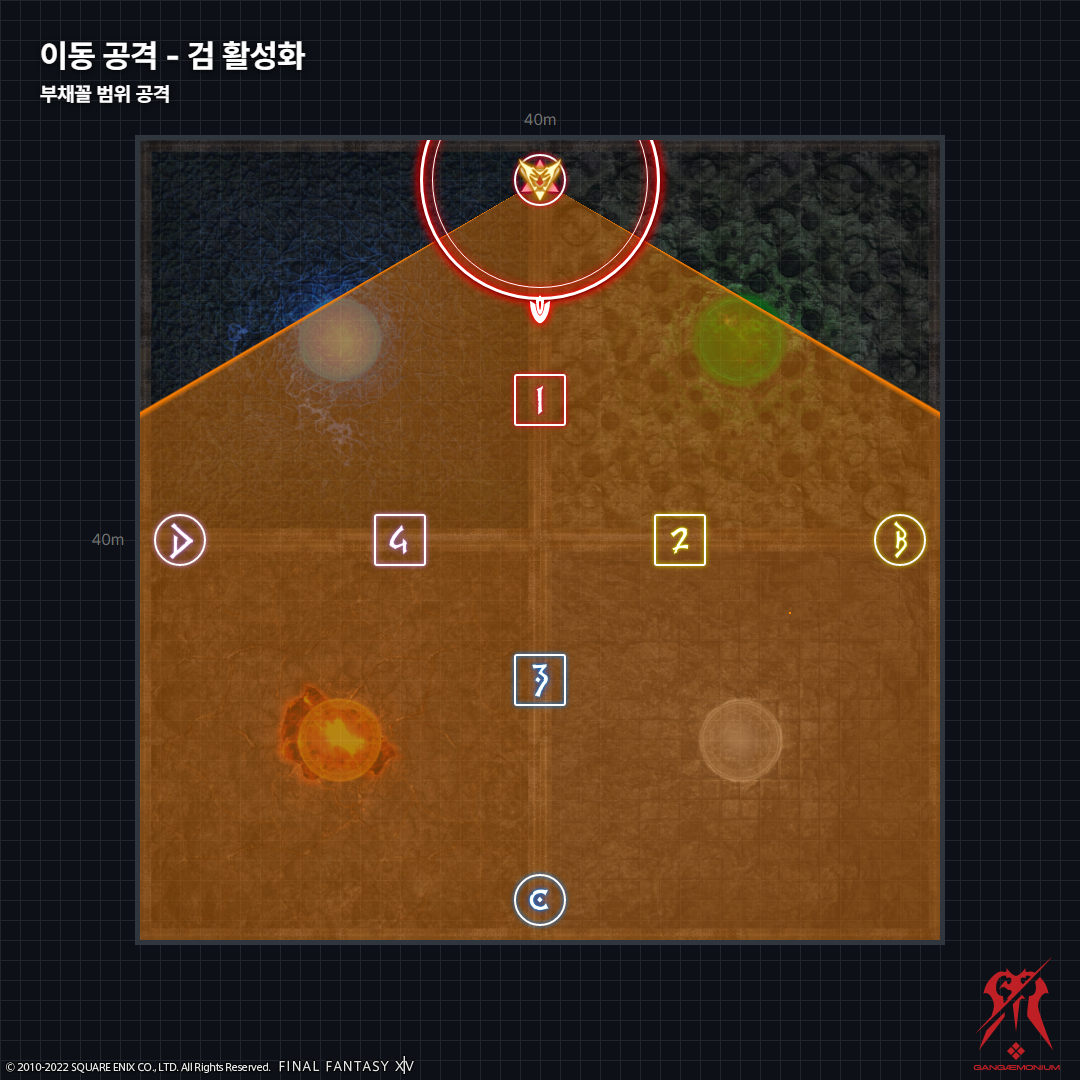 이동 공격 - 검 활성화
부채꼴 범위 공격
40m
1
40m
D
4
2
B
3
C
GANGÆMONIUM
© 2010-2022 SQUARE ENIX CO., LTD. All Rights Reserved. FINAL FANTASY XIV